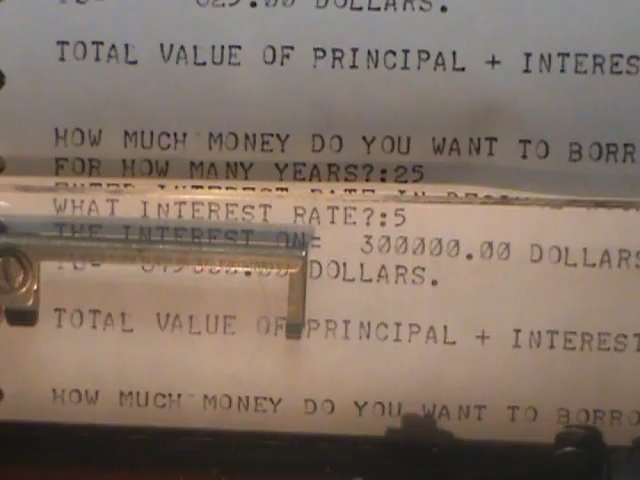 DOLLARS.
TOTAL VALUE OF PRINCIPAL + INTERES
HOW MUCH MONEY DO YOU WANT TO BORR
FOR HOW MANY YEARS?:25
WHAT INTEREST RATE?:5
THE INTEREST ON= 300000.00 DOLLARS
DOLLARS.
TOTAL VALUE OF PRINCIPAL + INTEREST
HOW MUCH MONEY DO YOU WANT TO BORRO